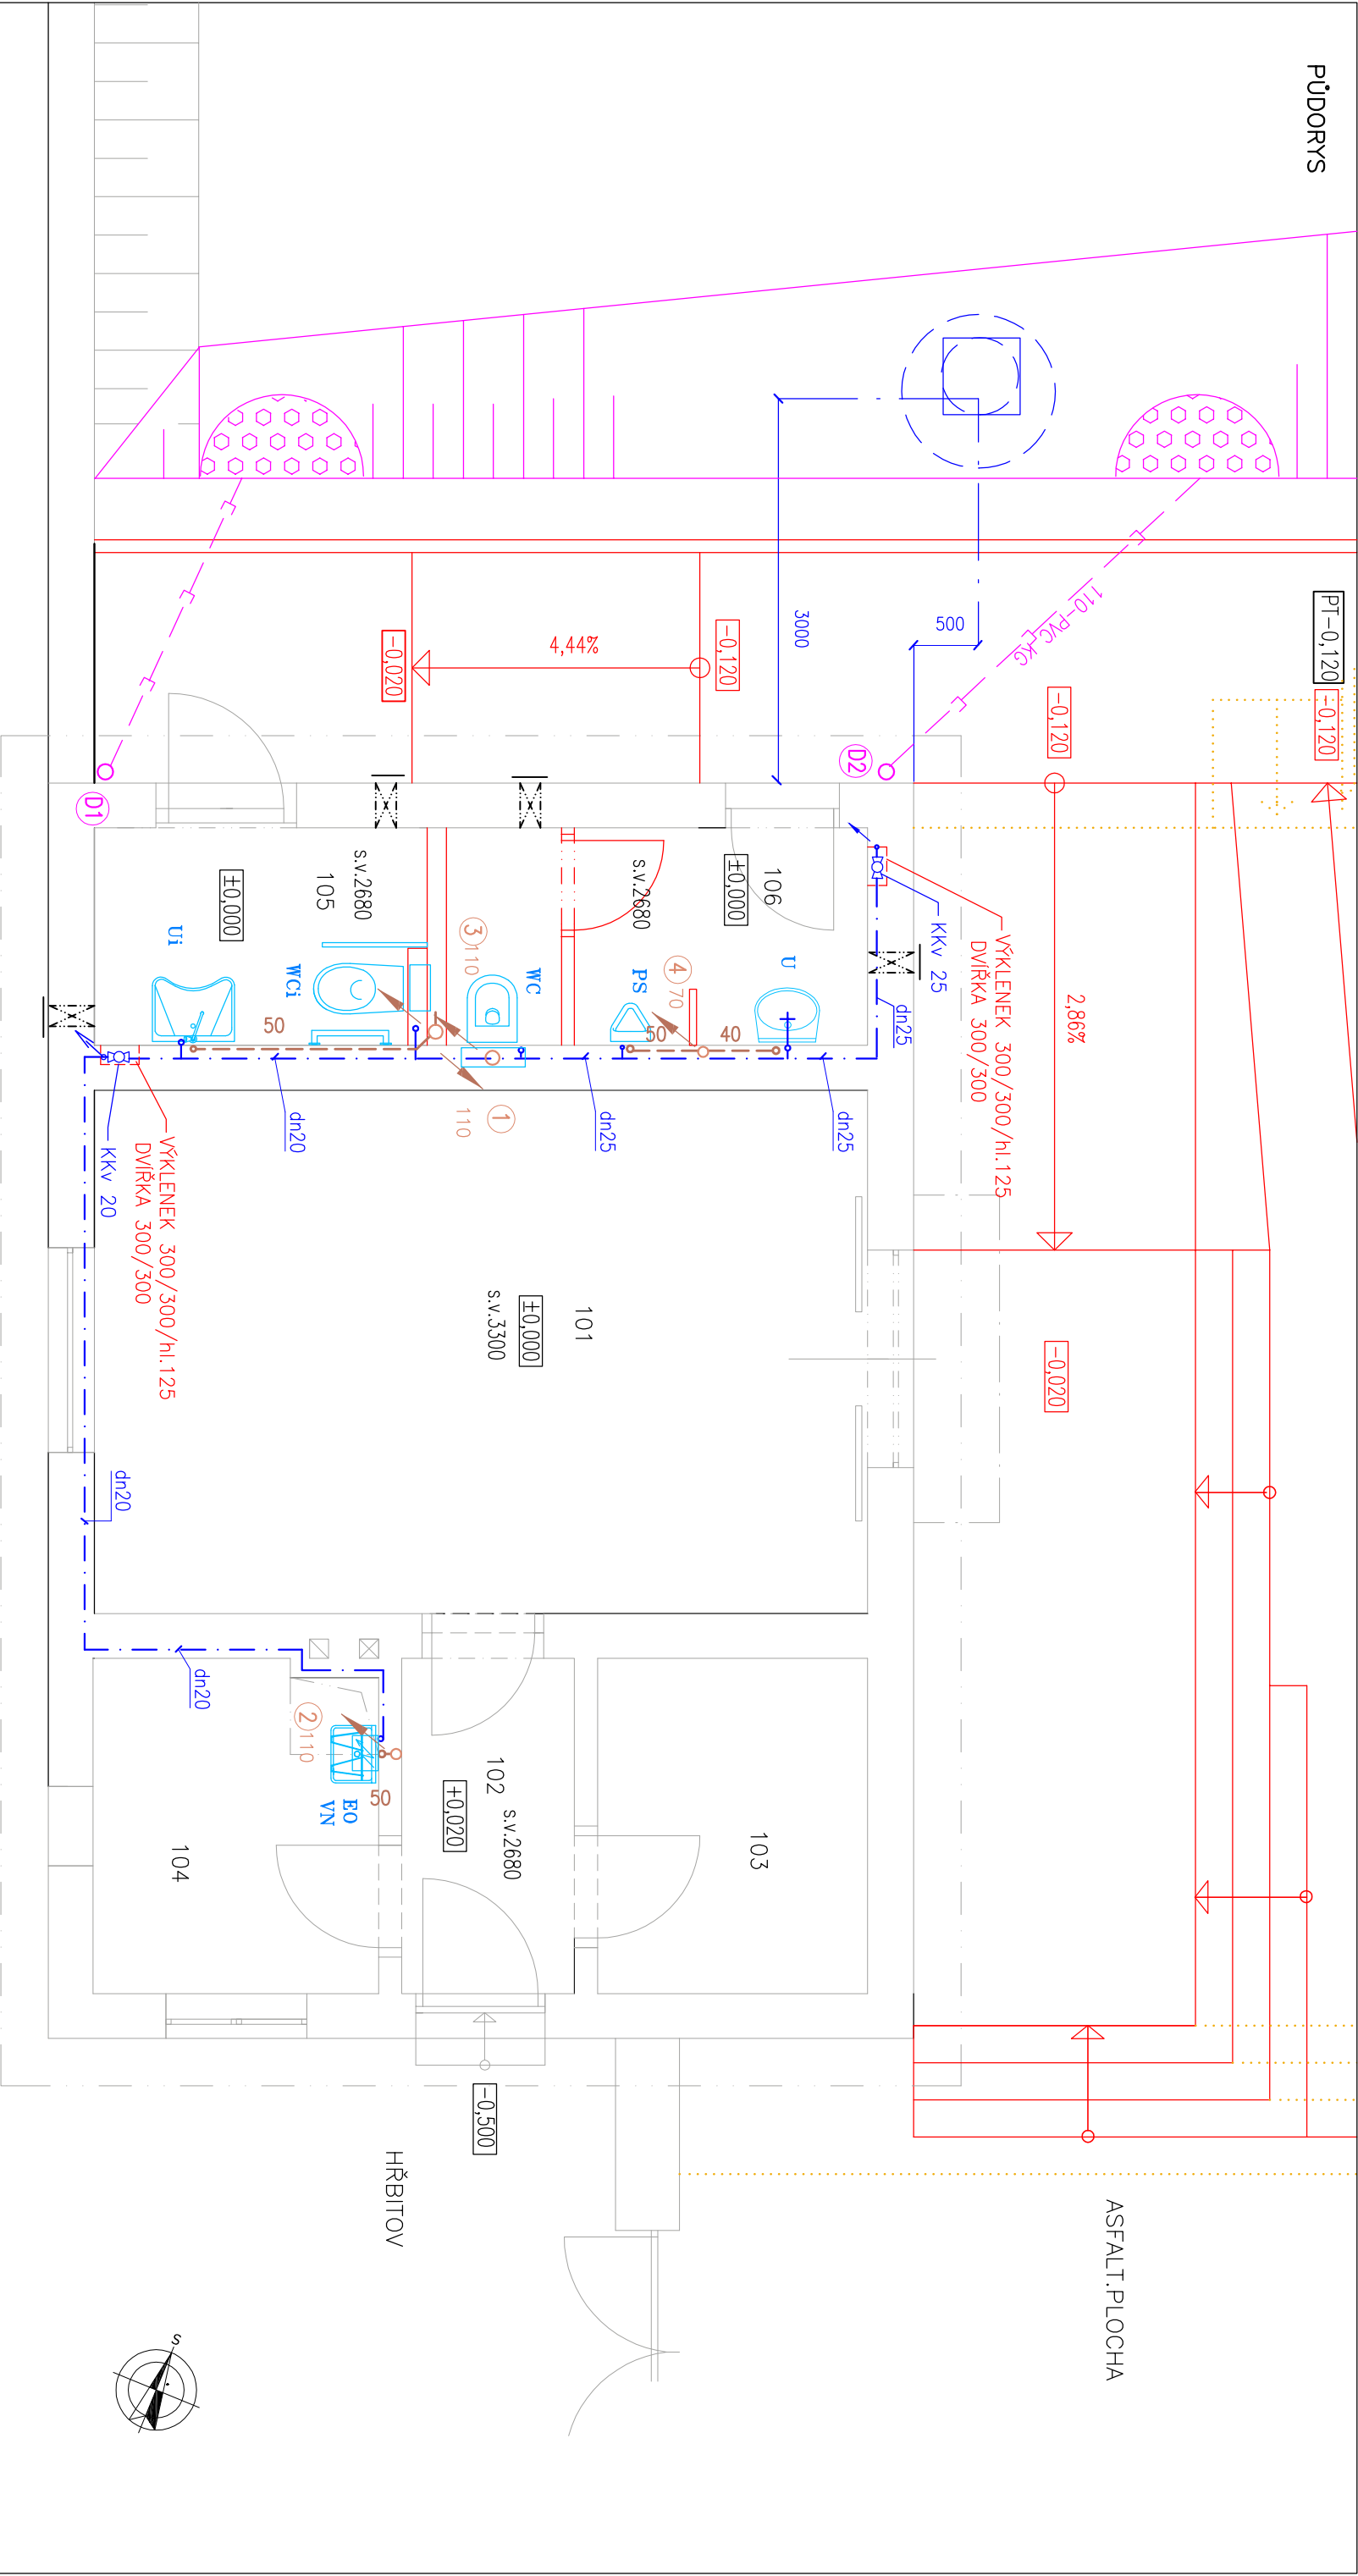 PŮDORYS
PT-0,120
-0,120
110-PVC-KG
500
3000
-0,120
4,44%
-0,020
-0,120
D2
D1
2,86%
VÝKLENEK 300/300/hl.125
DVÍŘKA 300/300
KKv 25
dn25
106
±0,000
s.v.2680
U
40
4
70
PS
50
WC
3
110
s.v.2680
105
±0,000
WCi
Ui
50
1
110
dn25
dn25
dn20
VÝKLENEK 300/300/hl.125
DVÍŘKA 300/300
KKv 20
101
±0,000
s.v.3300
-0,020
dn20
dn20
2
110
EO
VN
50
102
s.v.2680
+0,020
103
104
-0,500
HŘBITOV
ASFALT.PLOCHA
S